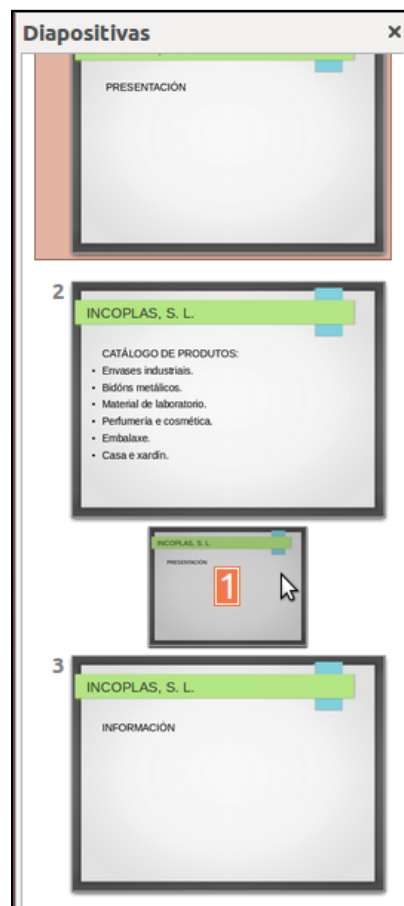 Diapositivas ×
PRESENTACIÓN
2
INCOPLAS, S. L.
CATÁLOGO DE PRODUTOS:
• Envases industriais.
• Bidóns metálicos.
• Material de laboratorio.
• Perfumería e cosmética.
• Embalaxe.
• Casa e xardín.
INCOPLAS, S. L.
PRESENTACIÓN
1
3
INCOPLAS, S. L.
INFORMACIÓN